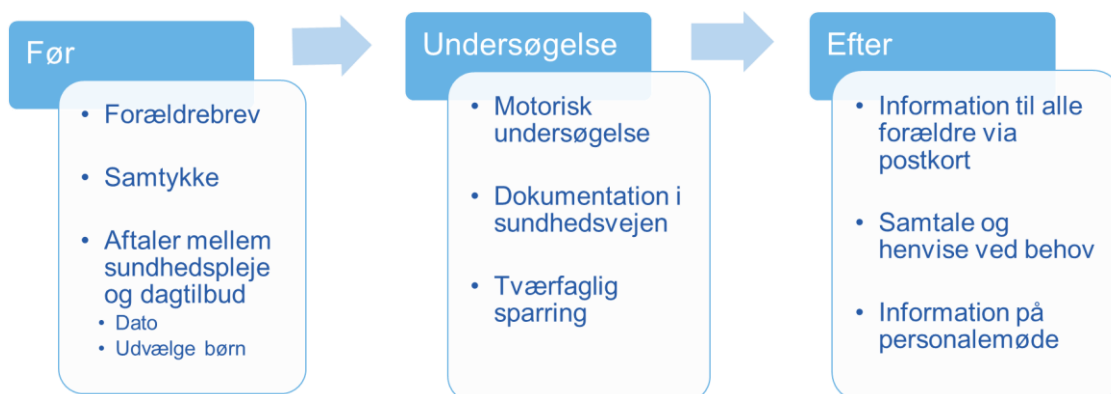 Før
• Forældrebrev
• Samtykke
• Aftaler mellem
sundhedspleje
og dagtilbud
• Dato
• Udvælge børn
Undersøgelse
• Motorisk
undersøgelse
• Dokumentation i
sundhedsvejen
• Tværfaglig
sparring
Efter
• Information til alle
forældre via
postkort
• Samtale og
henvise ved behov
• Information på
personalemøde